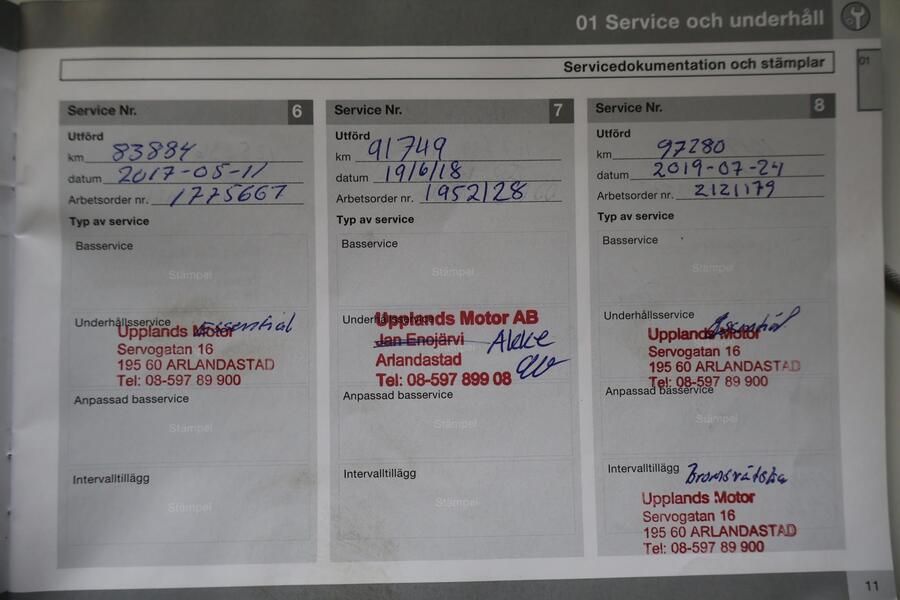 01 Service och underhåll
Servicedokumentation och stämplar
01
Service Nr. 6
Utförd
km 83884
datum 2017-05-11
Arbetsorder nr. 1775667
Typ av service
Basservice
Stämpel
Underhållsservice Essential
Upplands Motor
Servogatan 16
195 60 ARLANDASTAD
Tel: 08-597 89 900
Anpassad basservice
Stämpel
Intervalltillägg
Stämpel
Service Nr. 7
Utförd
km 91749
datum 19/6/18
Arbetsorder nr. 1952128
Typ av service
Basservice
Stämpel
Underhållsservice
Upplands Motor AB
Jan Enojärvi Akke
Arlandastad
Tel: 08-597 899 08
Anpassad basservice
Stämpel
Intervalltillägg
Stämpel
Service Nr. 8
Utförd
km 97280
datum 2019-07-24
Arbetsorder nr. 2121179
Typ av service
Basservice
Stämpel
Underhållsservice Essential
Upplands Motor
Servogatan 16
195 60 ARLANDASTAD
Tel: 08-597 89 900
Anpassad basservice
Stämpel
Intervalltillägg Bromsvätska
Upplands Motor
Servogatan 16
195 60 ARLANDASTAD
Tel: 08-597 89 900
11